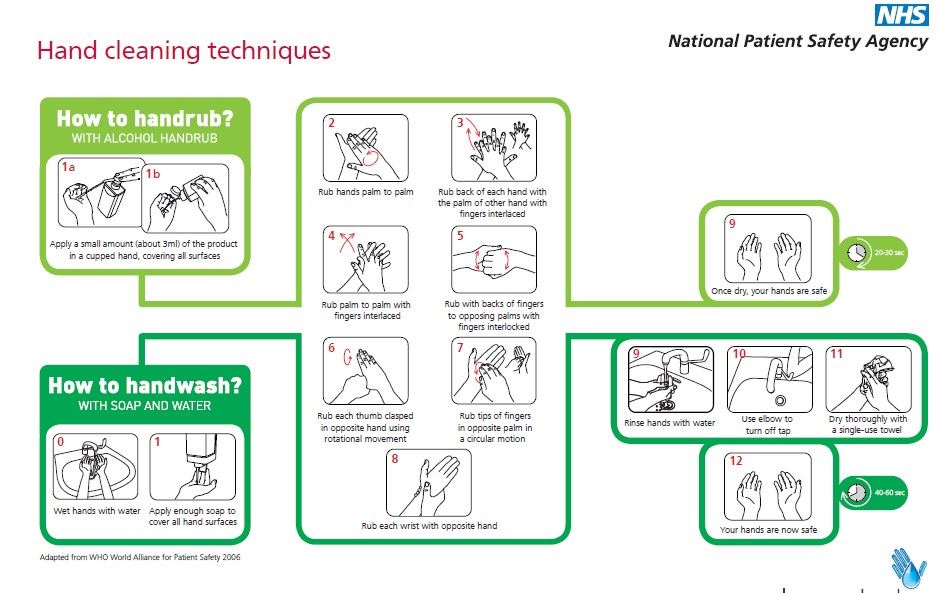 NHS
National Patient Safety Agency
Hand cleaning techniques
How to handrub?
WITH ALCOHOL HANDRUB
1a
1b
Apply a small amount (about 3ml) of the product
in a cupped hand, covering all surfaces
2
Rub hands palm to palm
3
Rub back of each hand with
the palm of other hand with
fingers interlaced
4
Rub palm to palm with
fingers interlaced
5
Rub with backs of fingers
to opposing palms with
fingers interlocked
6
Rub each thumb clasped
in opposite hand using
rotational movement
7
Rub tips of fingers
in opposite palm in
a circular motion
8
Rub each wrist with opposite hand
9
Once dry, your hands are safe
20-30 sec
How to handwash?
WITH SOAP AND WATER
0
Wet hands with water
1
Apply enough soap to
cover all hand surfaces
9
Rinse hands with water
10
Use elbow to
turn off tap
11
Dry thoroughly with
a single-use towel
12
Your hands are now safe
40-60 sec
Adapted from WHO World Alliance for Patient Safety 2006